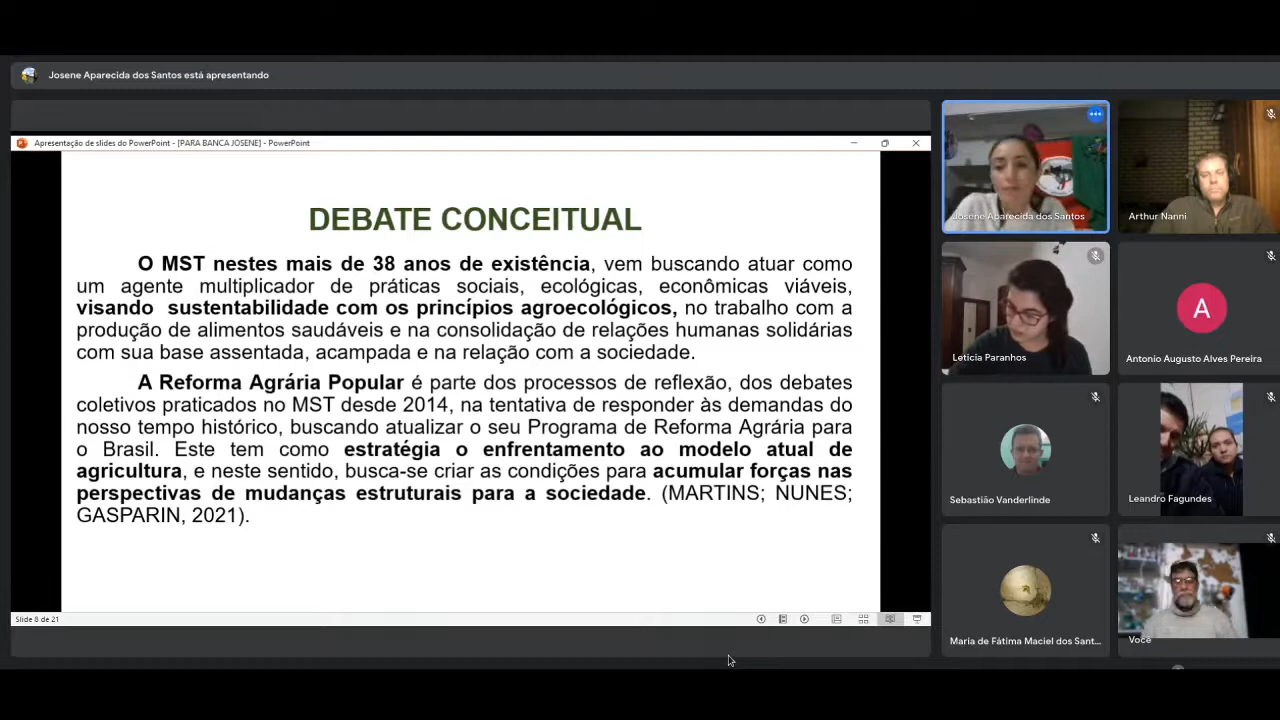 Josene Aparecida dos Santos está apresentando
Apresentação de slides do PowerPoint - [PARA BANCA JOSENE] - PowerPoint
DEBATE CONCEITUAL
O MST nestes mais de 38 anos de existência, vem buscando atuar como
um agente multiplicador de práticas sociais, ecológicas, econômicas viáveis,
visando sustentabilidade com os princípios agroecológicos, no trabalho com a
produção de alimentos saudáveis e na consolidação de relações humanas solidárias
com sua base assentada, acampada e na relação com a sociedade.
A Reforma Agrária Popular é parte dos processos de reflexão, dos debates
coletivos praticados no MST desde 2014, na tentativa de responder às demandas do
nosso tempo histórico, buscando atualizar o seu Programa de Reforma Agrária para
o Brasil. Este tem como estratégia o enfrentamento ao modelo atual de
agricultura, e neste sentido, busca-se criar as condições para acumular forças nas
perspectivas de mudanças estruturais para a sociedade. (MARTINS; NUNES;
GASPARIN, 2021).
Slide 8 de 21
Josene Aparecida dos Santos
Arthur Nanni
Leticia Paranhos
A
Antonio Augusto Alves Pereira
Sebastião Vanderlinde
Leandro Fagundes
Maria de Fátima Maciel dos Sant...
Você